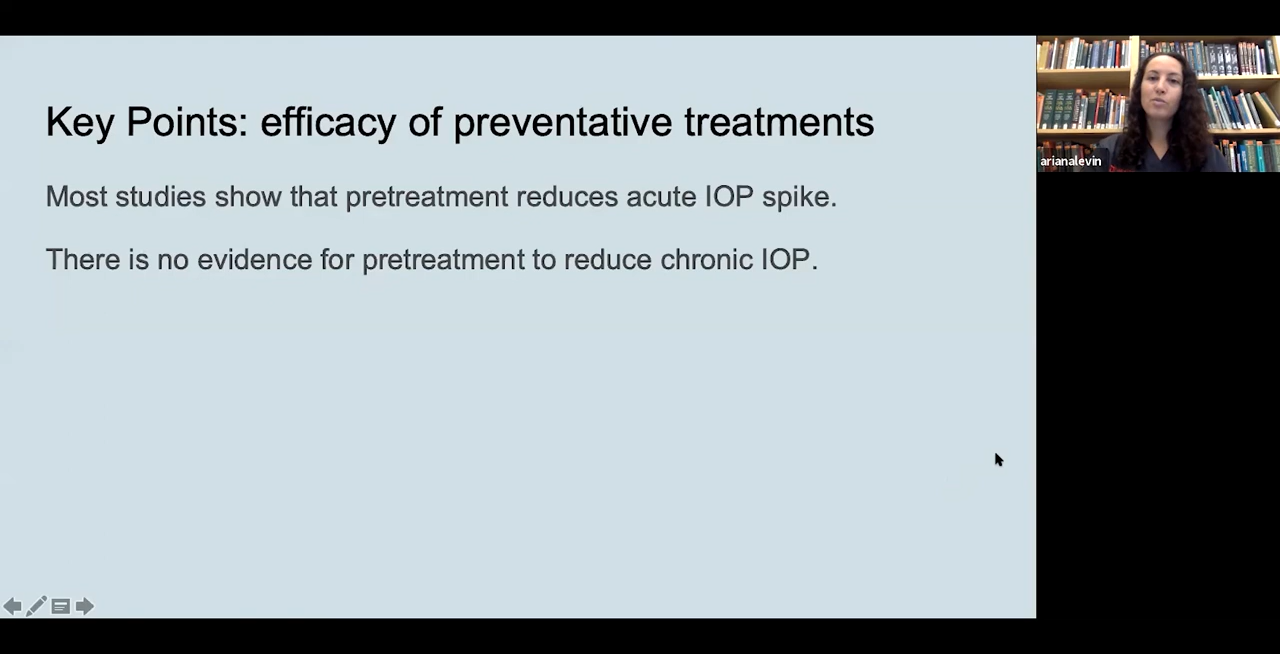 Key Points: efficacy of preventative treatments
Most studies show that pretreatment reduces acute IOP spike.
There is no evidence for pretreatment to reduce chronic IOP.
arianalevin